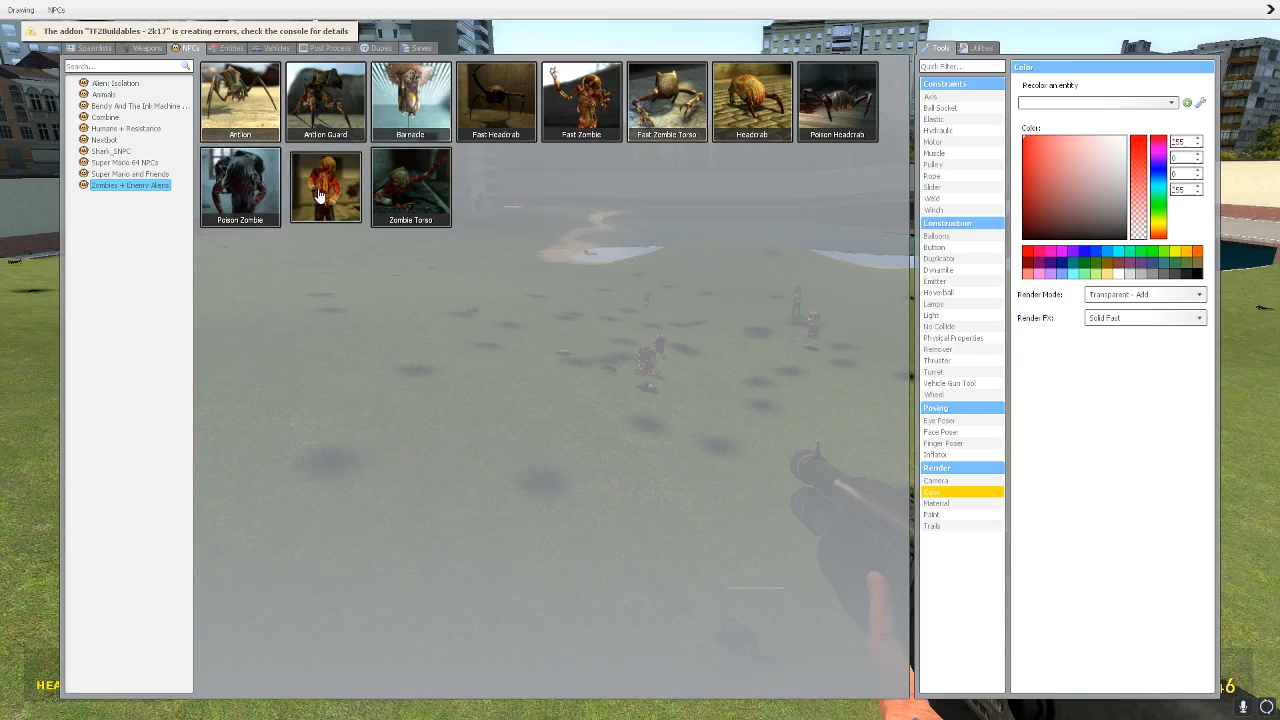 Drawing NPCs
The addon "TF2Buildables - 2k17" is creating errors, check the console for details
Spawnlists Weapons NPCs Entities Vehicles Post Process Dupes Saves
Search...
Alien: Isolation
Animals
Bendy And The Ink Machine ...
Combine
Humans + Resistance
Nextbot
Shark_SNPC
Super Mario 64 NPCs
Super Mario and Friends
Zombies + Enemy Aliens
Antlion Antlion Guard Barnacle Fast Headcrab Fast Zombie Fast Zombie Torso Headcrab Poison Headcrab
Poison Zombie Zombie Torso
Tools Utilities
Quick Filter...
Constraints
Axis
Ball Socket
Elastic
Hydraulic
Motor
Muscle
Pulley
Rope
Slider
Weld
Winch
Construction
Balloons
Button
Duplicator
Dynamite
Emitter
Hoverball
Lamps
Light
No Collide
Physical Properties
Remover
Thruster
Turret
Vehicle Gun Tool
Wheel
Posing
Eye Poser
Face Poser
Finger Poser
Inflator
Render
Camera
Color
Material
Paint
Trails
Color
Recolor an entity
Color:
255
0
0
255
Render Mode: Transparent - Add
Render FX: Solid Fast
HEA